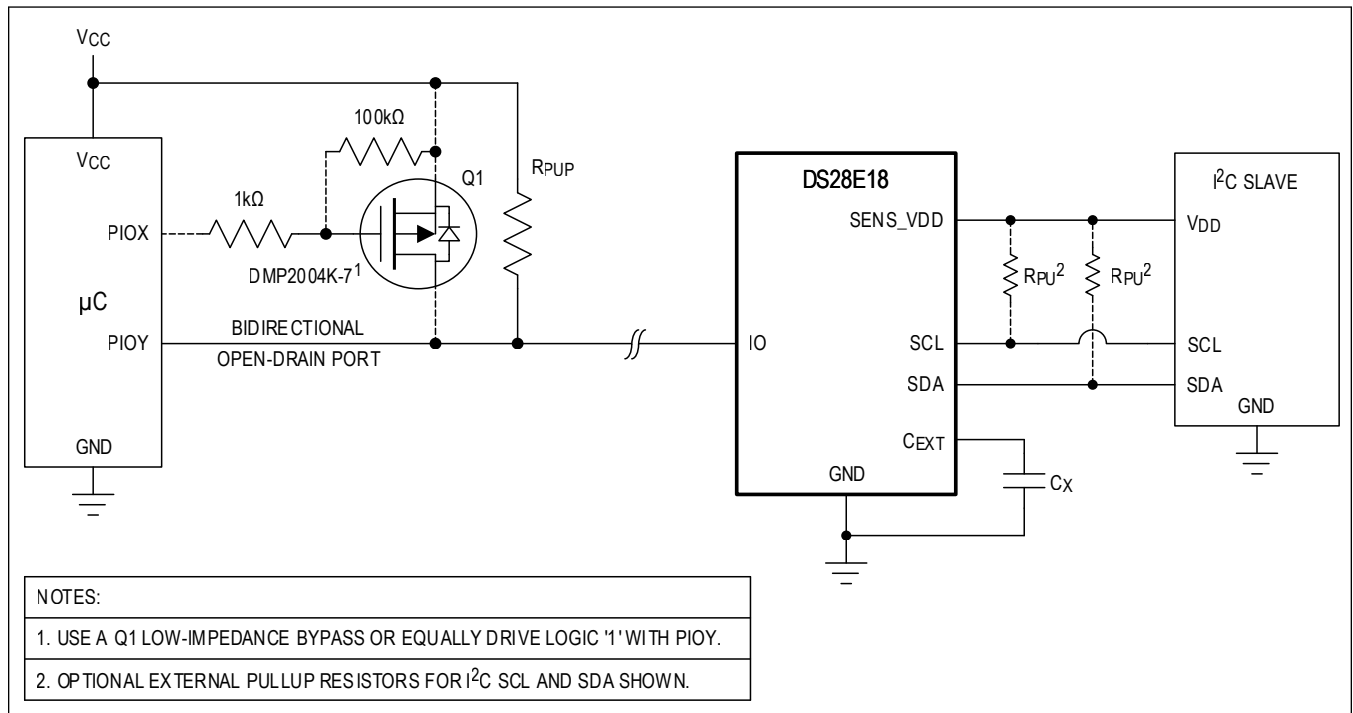 VCC
100kΩ
VCC
Q1
RPUP
1kΩ
PIOX
DMP2004K-7¹
µC
PIOY
BIDIRECTIONAL
OPEN-DRAIN PORT
GND
DS28E18
SENS_VDD
IO
SCL
SDA
CEXT
GND
CX
RPU²
RPU²
I²C SLAVE
VDD
SCL
SDA
GND
NOTES:
1. USE A Q1 LOW-IMPEDANCE BYPASS OR EQUALLY DRIVE LOGIC '1' WITH PIOY.
2. OPTIONAL EXTERNAL PULLUP RESISTORS FOR I²C SCL AND SDA SHOWN.